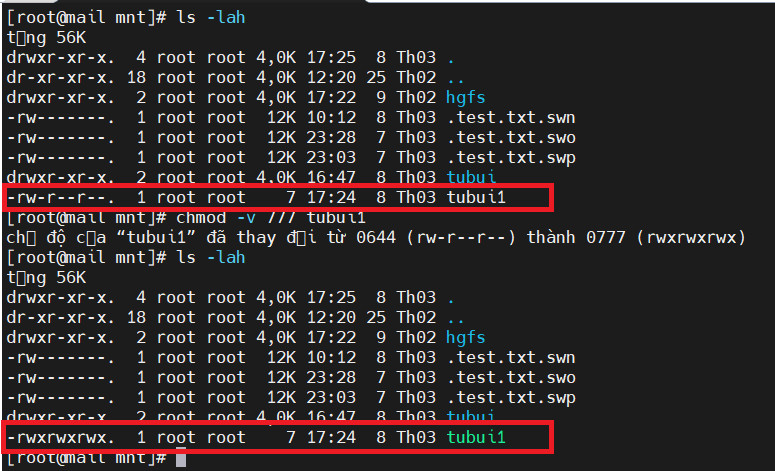 [root@mail mnt]# ls -lah
t▯ng 56K
drwxr-xr-x.  4 root root 4,0K 17:25  8 Th03 .
dr-xr-xr-x. 18 root root 4,0K 12:20 25 Th02 ..
drwxr-xr-x.  2 root root 4,0K 17:22  9 Th02 hgfs
-rw-------.  1 root root  12K 10:12  8 Th03 .test.txt.swn
-rw-------.  1 root root  12K 23:28  7 Th03 .test.txt.swo
-rw-------.  1 root root  12K 23:03  7 Th03 .test.txt.swp
drwxr-xr-x.  2 root root 4,0K 16:47  8 Th03 tubui
-rw-r--r--.  1 root root    7 17:24  8 Th03 tubui1
[root@mail mnt]# chmod -v 777 tubui1
ch▯ độ c▯a “tubui1” đã thay đ▯i từ 0644 (rw-r--r--) thành 0777 (rwxrwxrwx)
[root@mail mnt]# ls -lah
t▯ng 56K
drwxr-xr-x.  4 root root 4,0K 17:25  8 Th03 .
dr-xr-xr-x. 18 root root 4,0K 12:20 25 Th02 ..
drwxr-xr-x.  2 root root 4,0K 17:22  9 Th02 hgfs
-rw-------.  1 root root  12K 10:12  8 Th03 .test.txt.swn
-rw-------.  1 root root  12K 23:28  7 Th03 .test.txt.swo
-rw-------.  1 root root  12K 23:03  7 Th03 .test.txt.swp
drwxr-xr-x.  2 root root 4,0K 16:47  8 Th03 tubui
-rwxrwxrwx.  1 root root    7 17:24  8 Th03 tubui1
[root@mail mnt]#